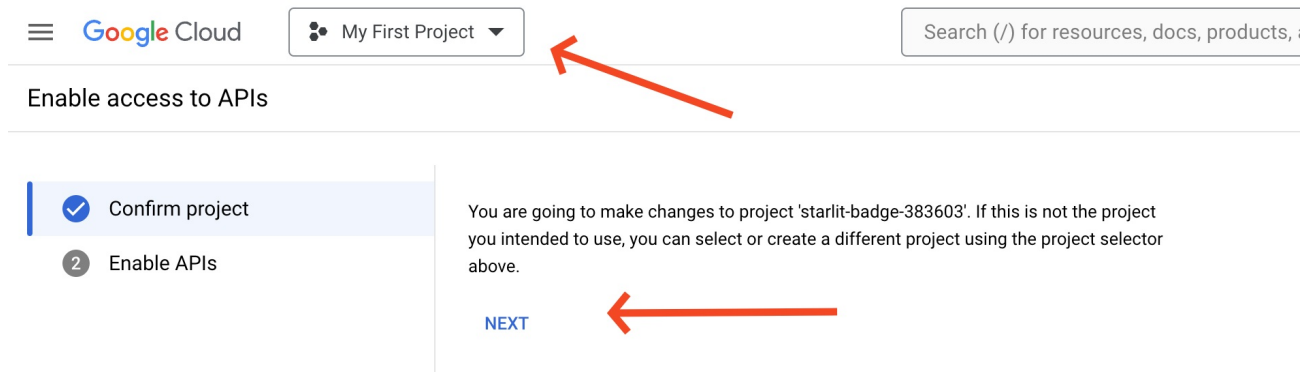 Google Cloud
My First Project
Search (/) for resources, docs, products,
Enable access to APIs
Confirm project
2 Enable APIs
You are going to make changes to project 'starlit-badge-383603'. If this is not the project
you intended to use, you can select or create a different project using the project selector
above.
NEXT